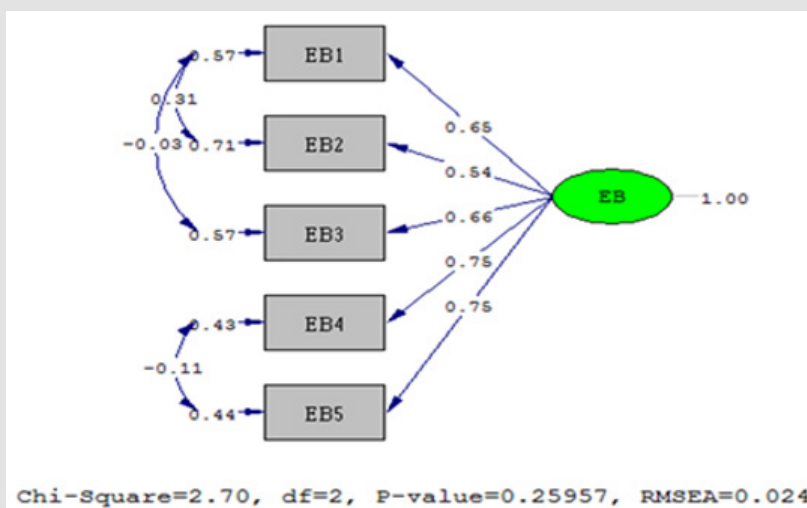 0.57 EB1 0.65
0.31
-0.03 0.71 EB2 0.54
EB 1.00
0.57 EB3 0.66
0.75
0.43 EB4 0.75
-0.11
0.44 EB5
Chi-Square=2.70, df=2, P-value=0.25957, RMSEA=0.024